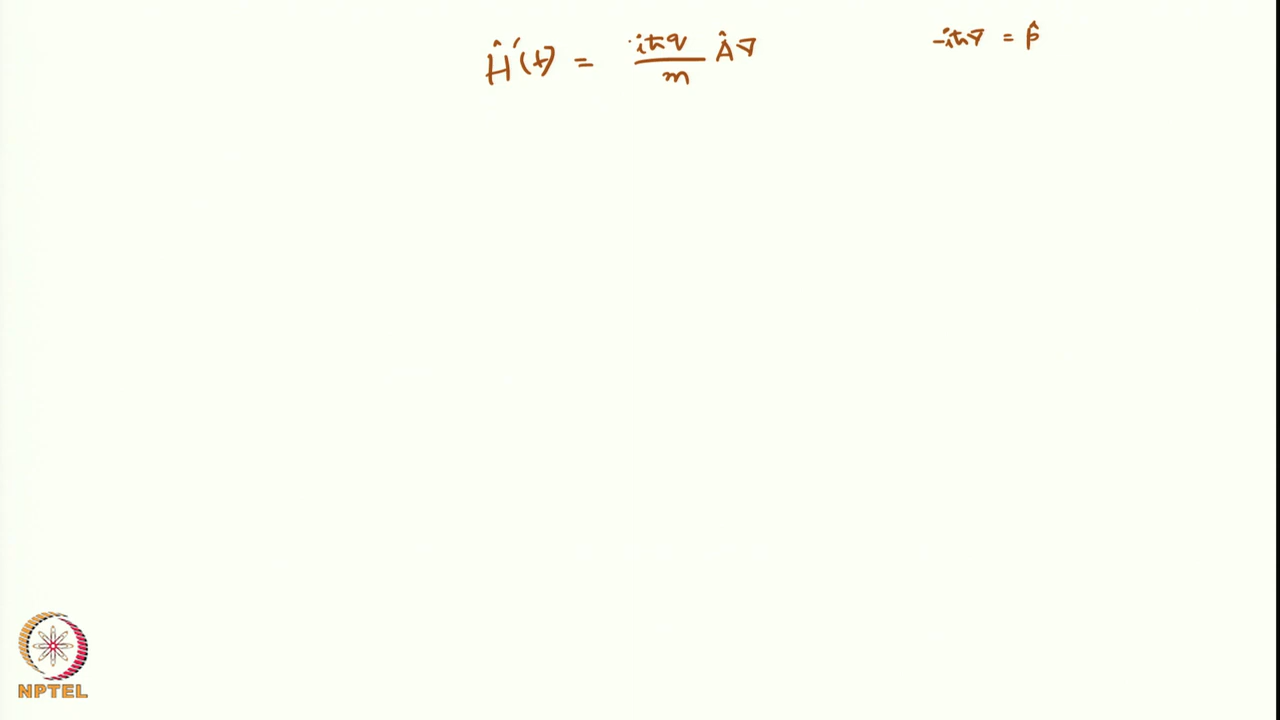 Ĥ′(t) = iħq/m Â∇
-iħ∇ = p̂
NPTEL